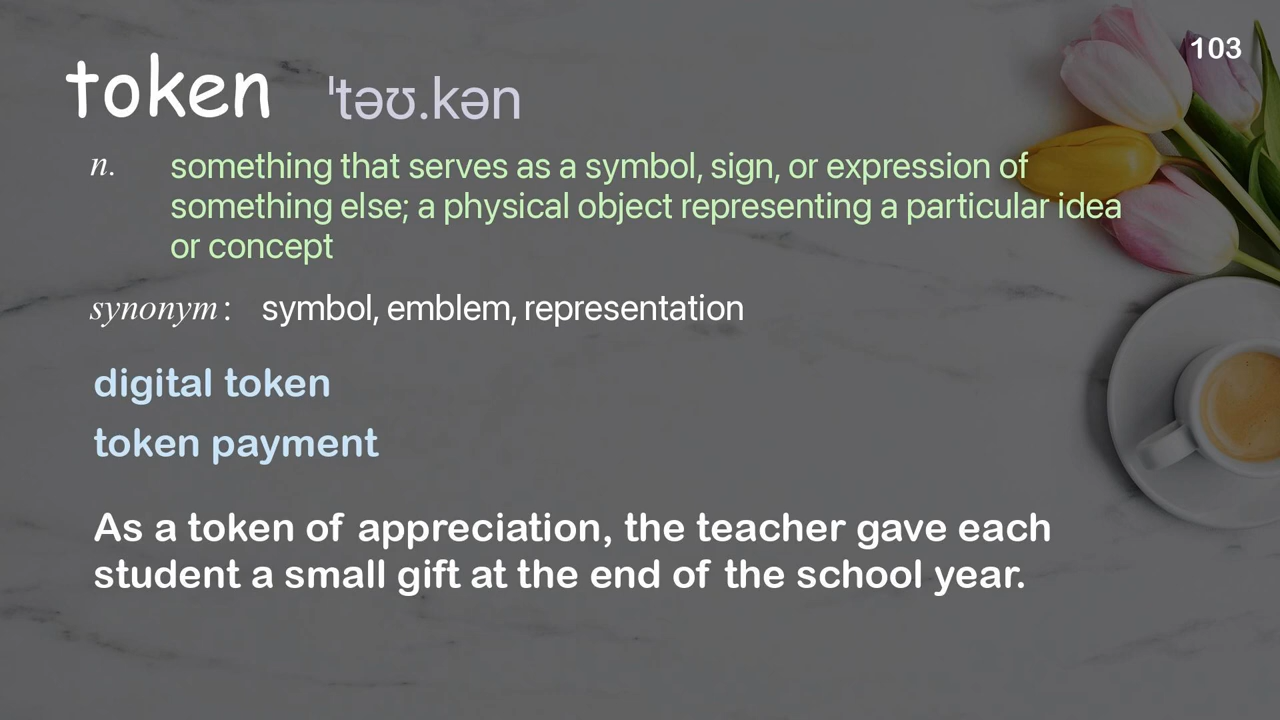 103
token ˈtəʊ.kən
n. something that serves as a symbol, sign, or expression of
something else; a physical object representing a particular idea
or concept
synonym: symbol, emblem, representation
digital token
token payment
As a token of appreciation, the teacher gave each
student a small gift at the end of the school year.